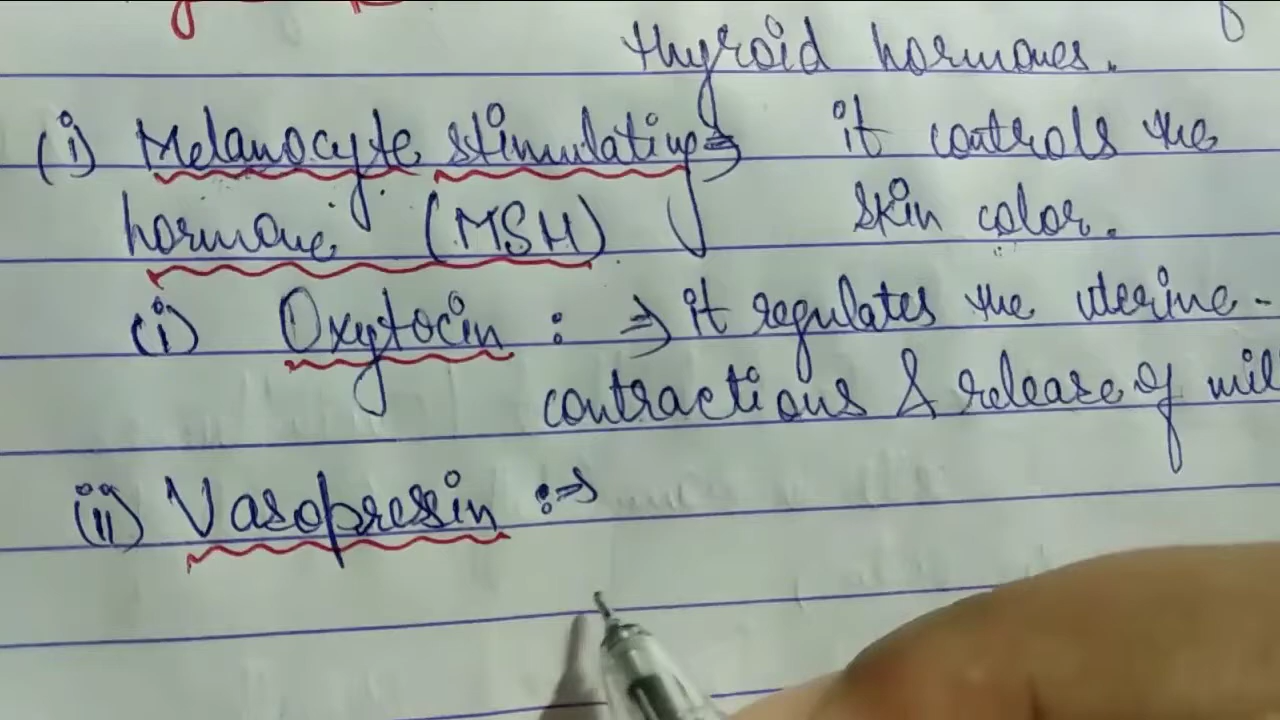 thyroid hormones.
(i) Melanocyte stimulating ⇒ it controls the
hormone (MSH) skin color.
(i) Oxytocin : ⇒ it regulates the uterine -
contractions & release of mil
(ii) Vasopressin :⇒